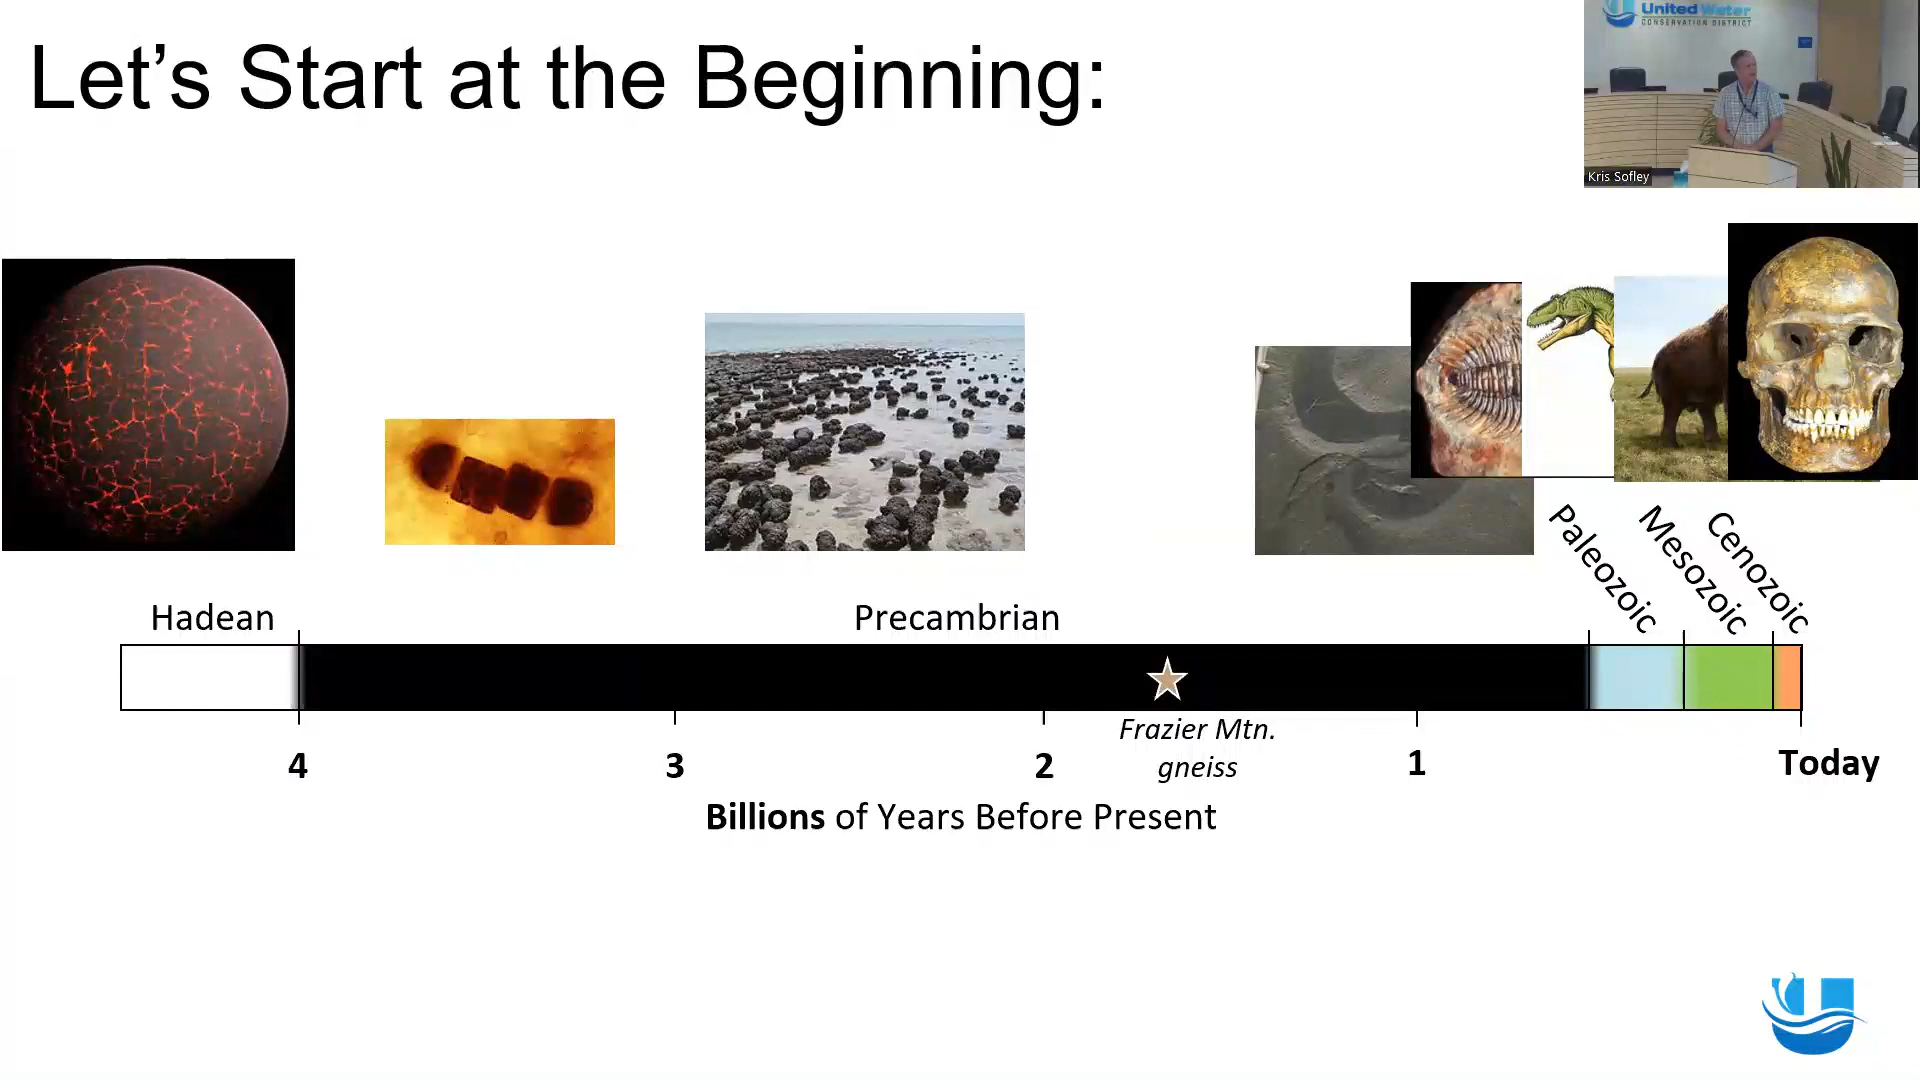 Let's Start at the Beginning:
United Water
CONSERVATION DISTRICT
Kris Sofley
Hadean
Precambrian
Paleozoic
Mesozoic
Cenozoic
Frazier Mtn.
gneiss
4
3
2
1
Today
Billions of Years Before Present